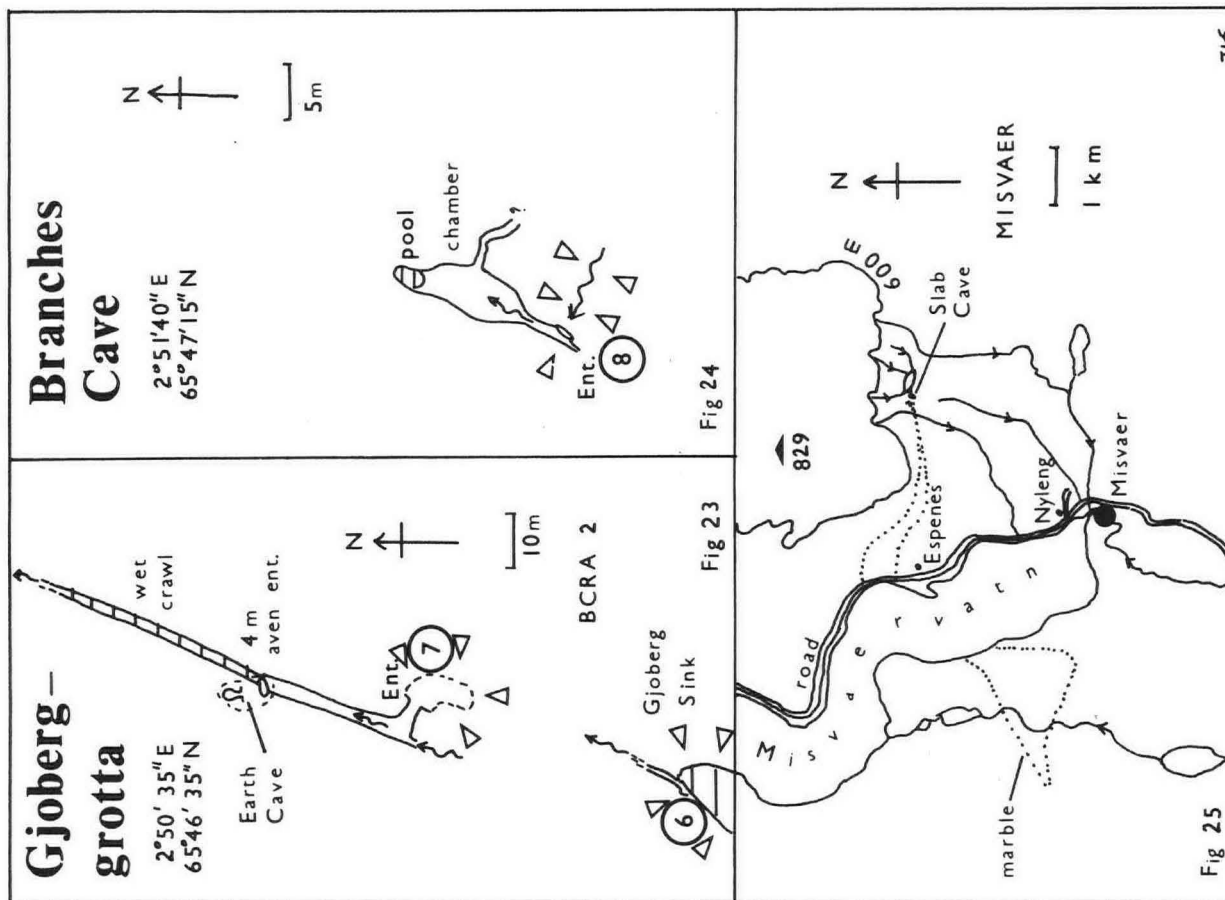 Gjoberg–
grotta
2°50' 35"E
65°46' 35"N
wet
crawl
4m
aven ent.
Earth
Cave
N
Ent.
7
10m
BCRA 2
Gjoberg
Sink
6
Fig 23
Branches
Cave
2°51'40" E
65°47'15" N
N
5m
pool
chamber
?
Ent.
8
Fig 24
829
600 m
Slab
Cave
N
MISVAER
1 km
road
Espenes
Misvaervatn
Nyleng
Misvaer
marble
Fig 25